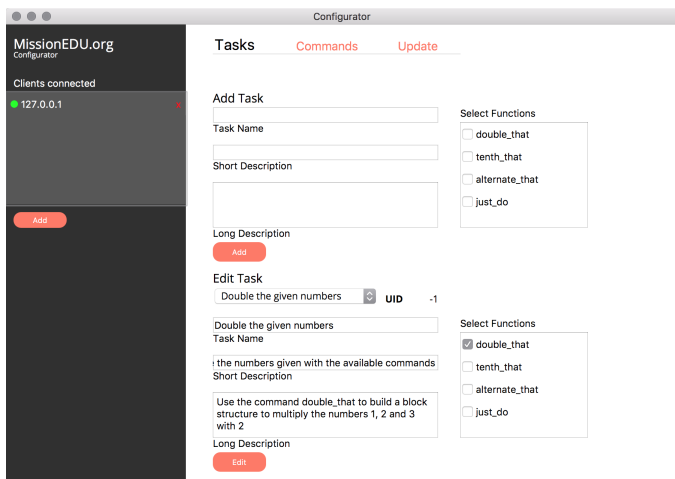 Configurator
MissionEDU.org
Configurator
Clients connected
127.0.0.1
x
Add
Tasks Commands Update
Add Task
Task Name
Short Description
Long Description
Add
Select Functions
double_that
tenth_that
alternate_that
just_do
Edit Task
Double the given numbers
UID -1
Double the given numbers
Task Name
the numbers given with the available commands
Short Description
Use the command double_that to build a block
structure to multiply the numbers 1, 2 and 3
with 2
Long Description
Edit
Select Functions
double_that
tenth_that
alternate_that
just_do